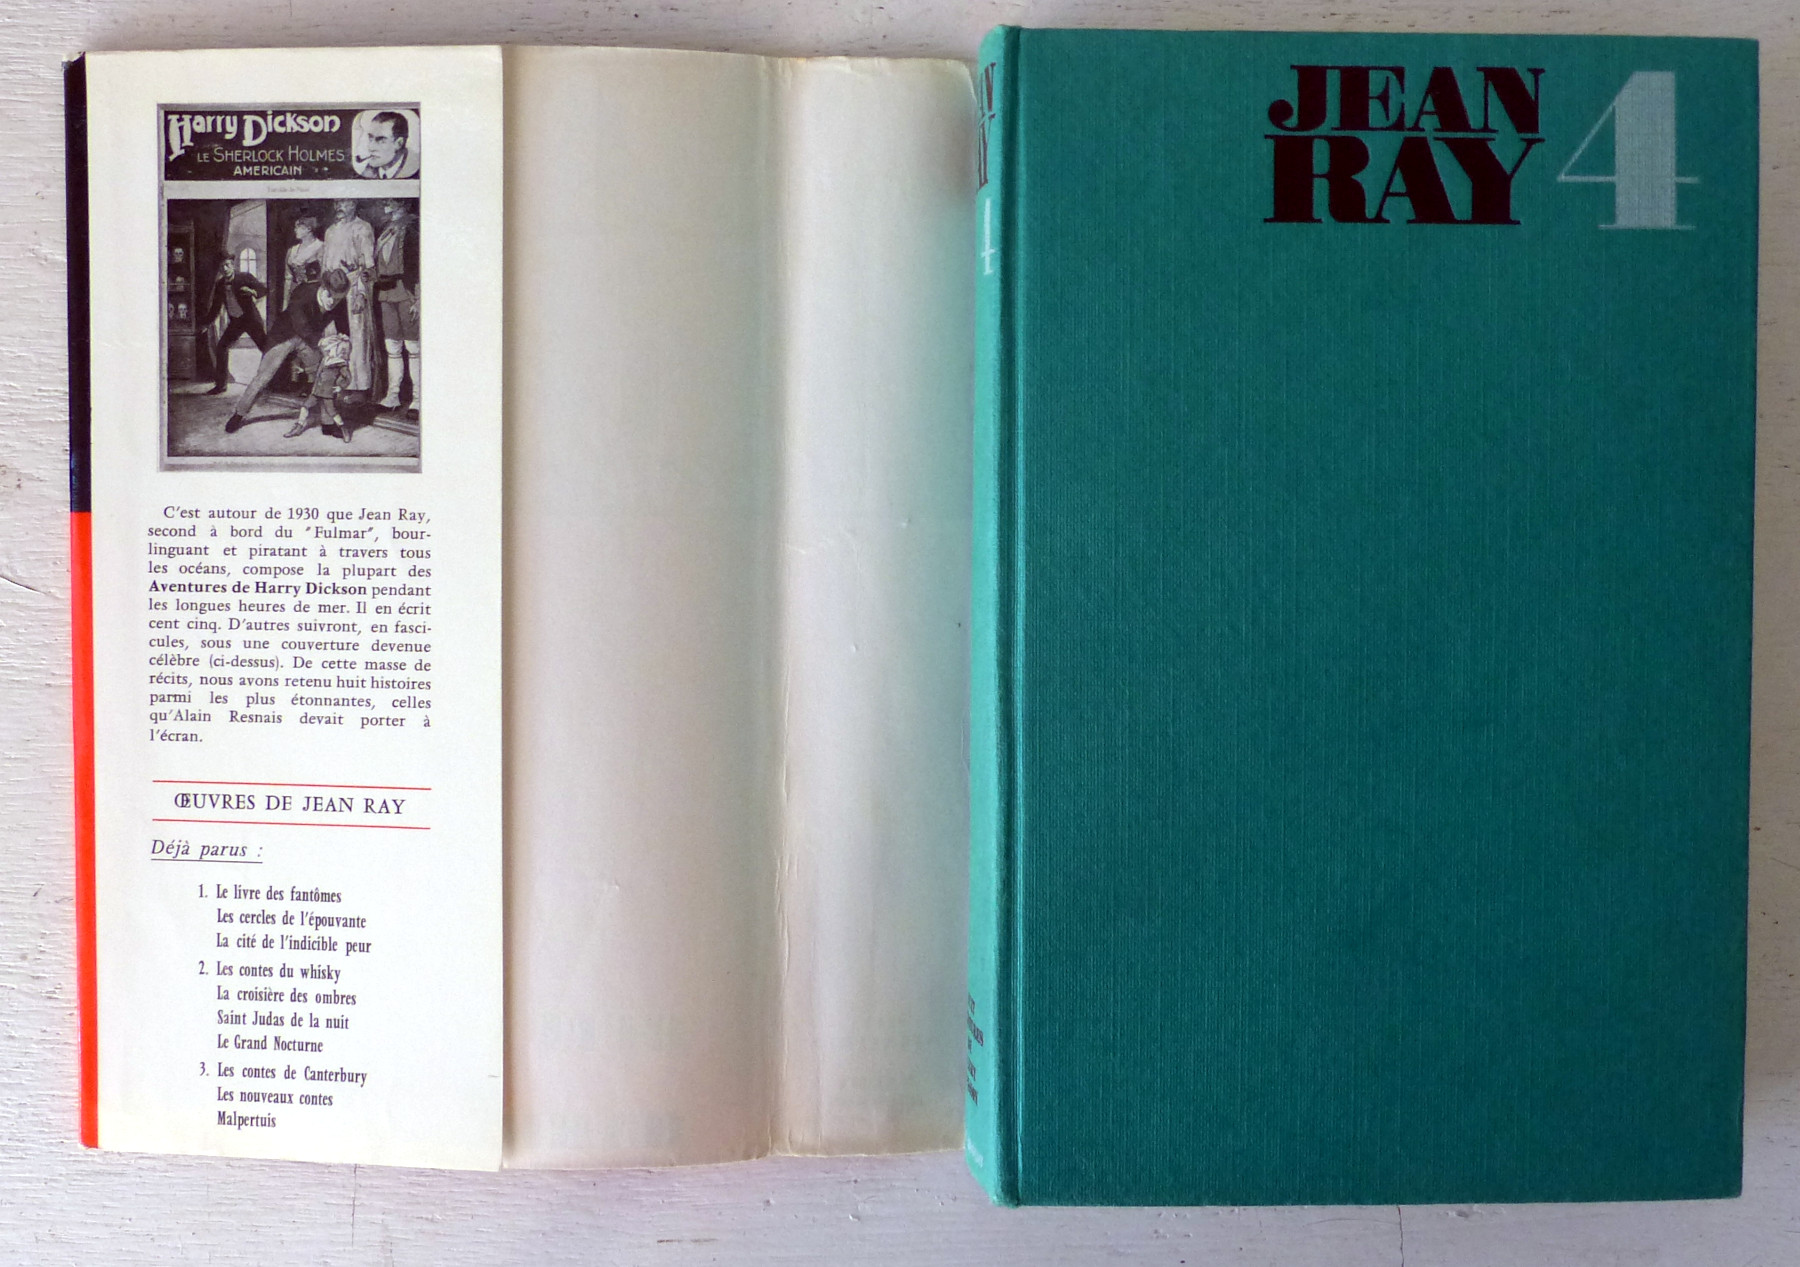 Harry Dickson
LE SHERLOCK HOLMES
AMERICAIN
C'est autour de 1930 que Jean Ray,
second à bord du "Fulmar", bour-
linguant et piratant à travers tous
les océans, compose la plupart des
Aventures de Harry Dickson pendant
les longues heures de mer. Il en écrit
cent cinq. D'autres suivront, en fasci-
cules, sous une couverture devenue
célèbre (ci-dessus). De cette masse de
récits, nous avons retenu huit histoires
parmi les plus étonnantes, celles
qu'Alain Resnais devait porter à
l'écran.
ŒUVRES DE JEAN RAY
Déjà parus :
1. Le livre des fantômes
Les cercles de l'épouvante
La cité de l'indicible peur
2. Les contes du whisky
La croisière des ombres
Saint Judas de la nuit
Le Grand Nocturne
3. Les contes de Canterbury
Les nouveaux contes
Malpertuis
JEAN
RAY 4
4